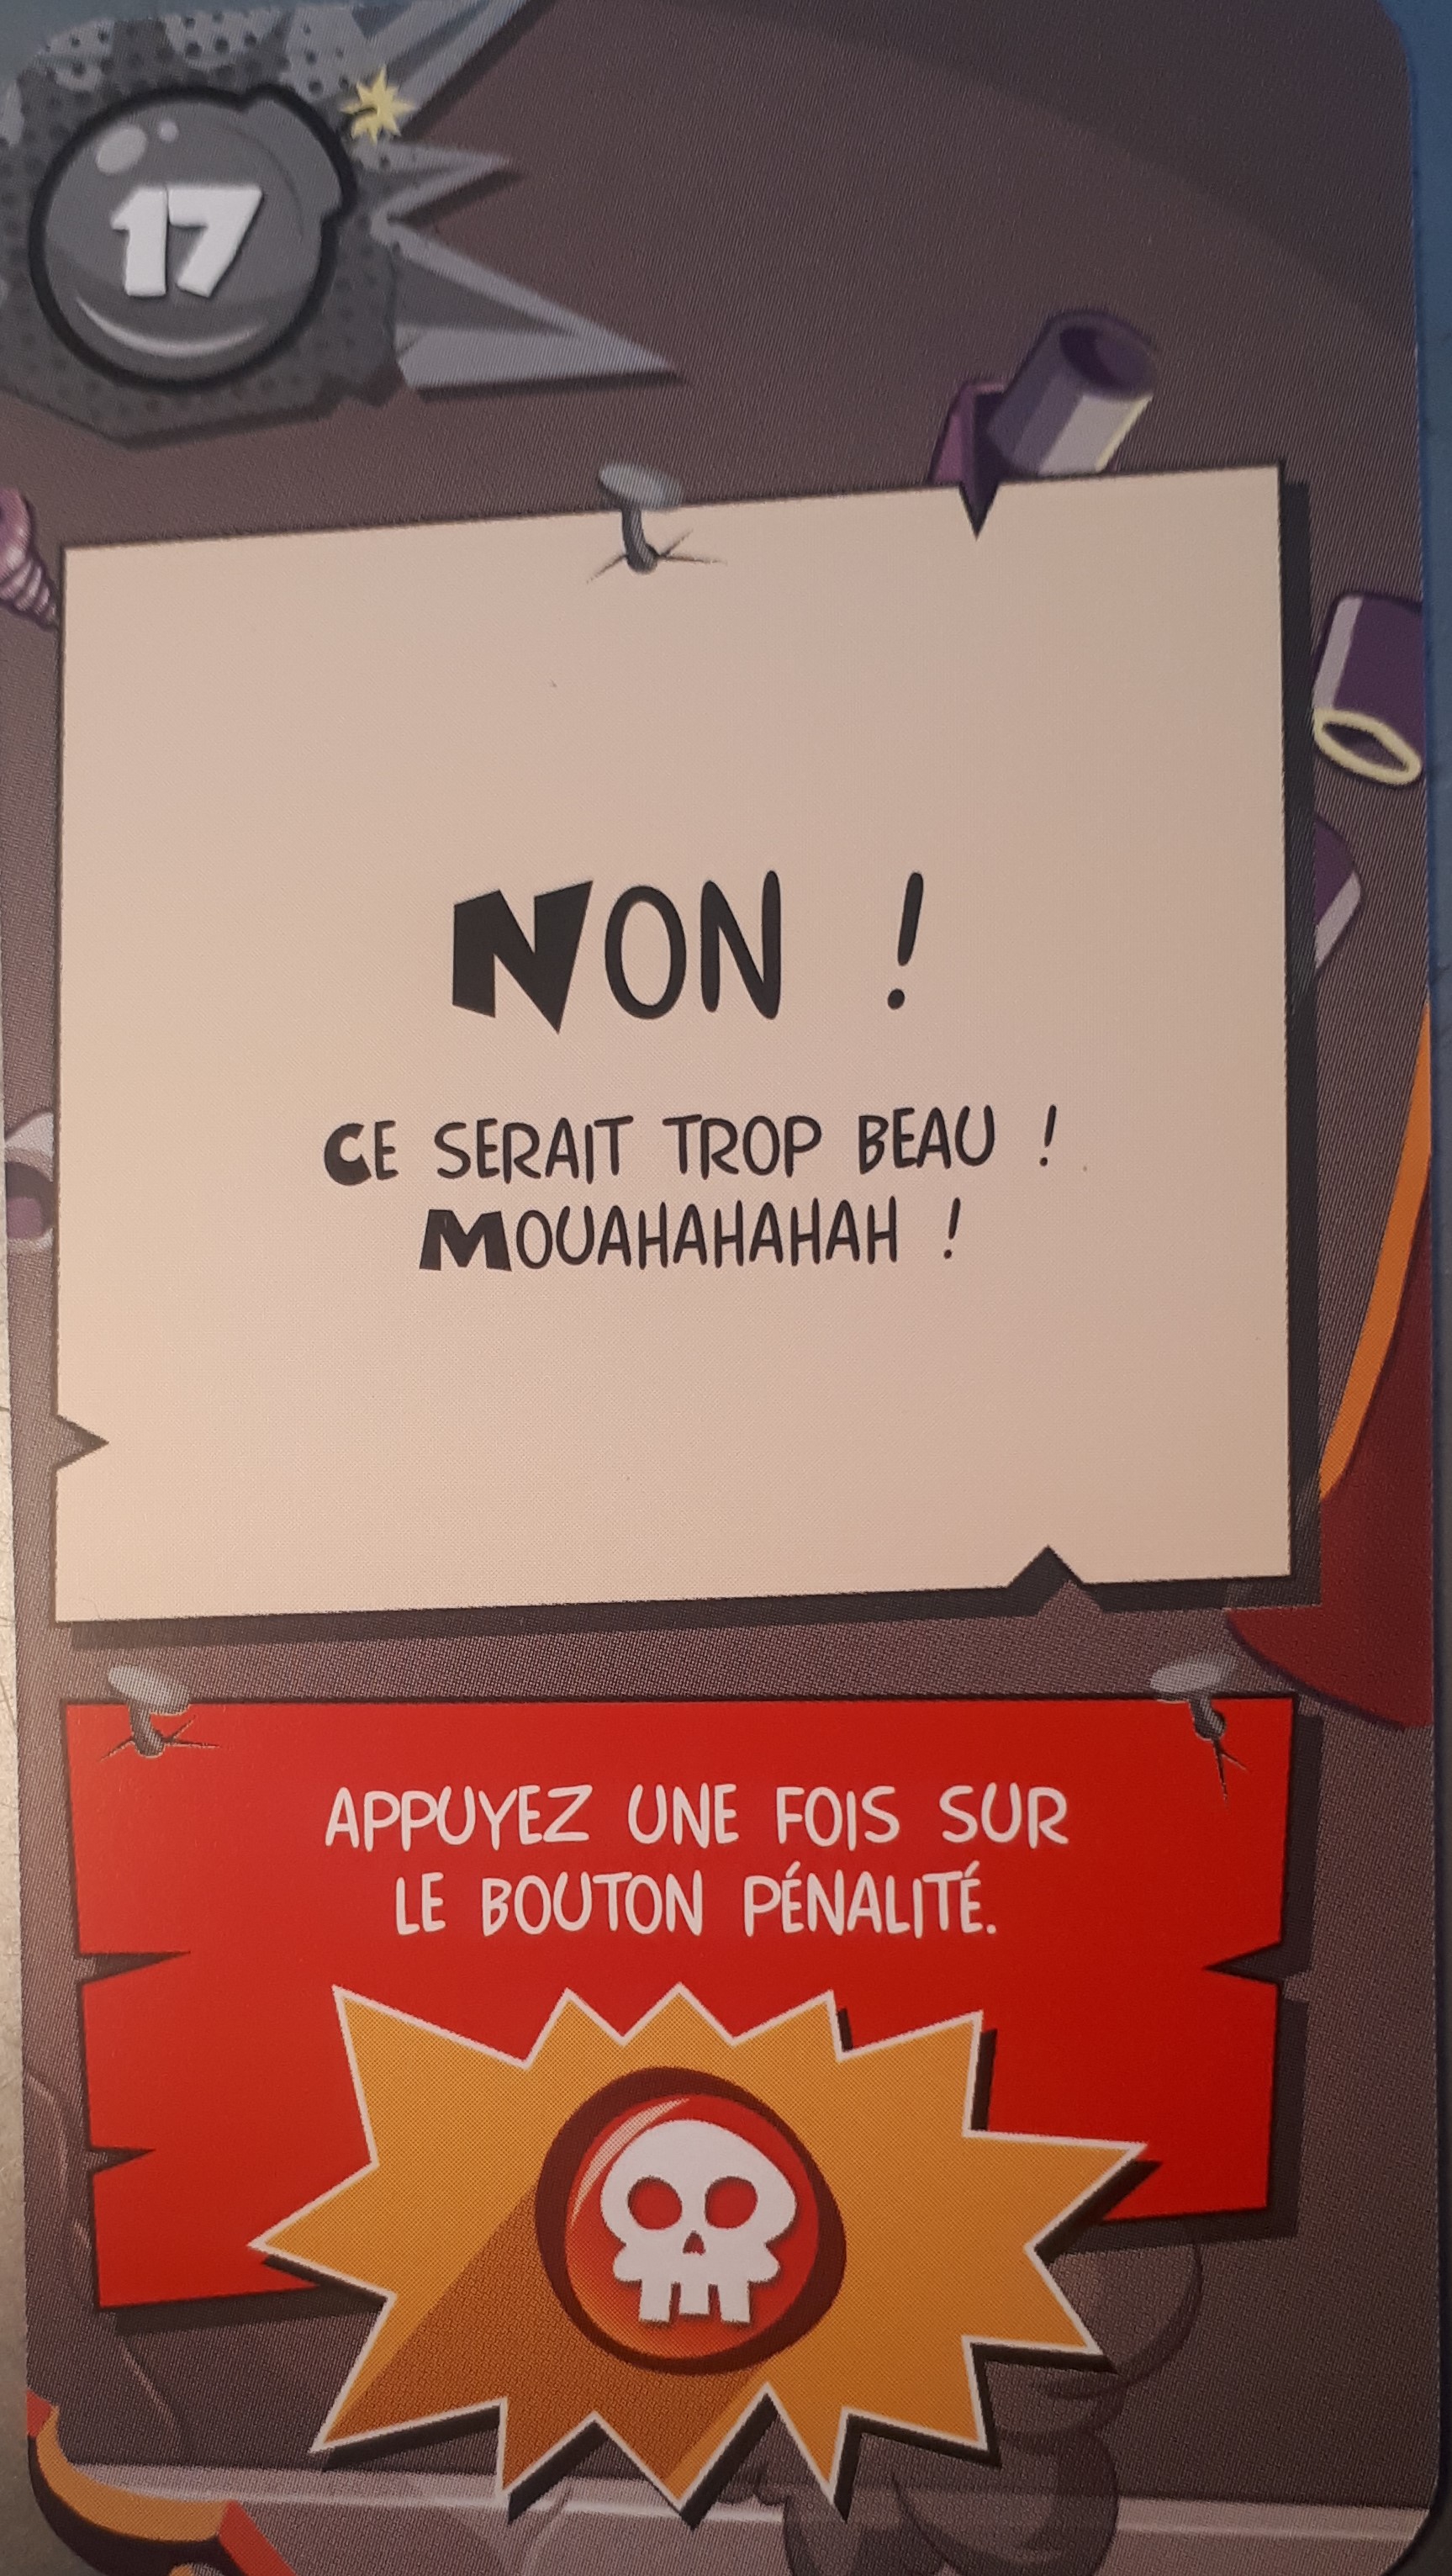 17
NON !
CE SERAIT TROP BEAU !
MOUAHAHAHAH !
APPUYEZ UNE FOIS SUR
LE BOUTON PÉNALITÉ.